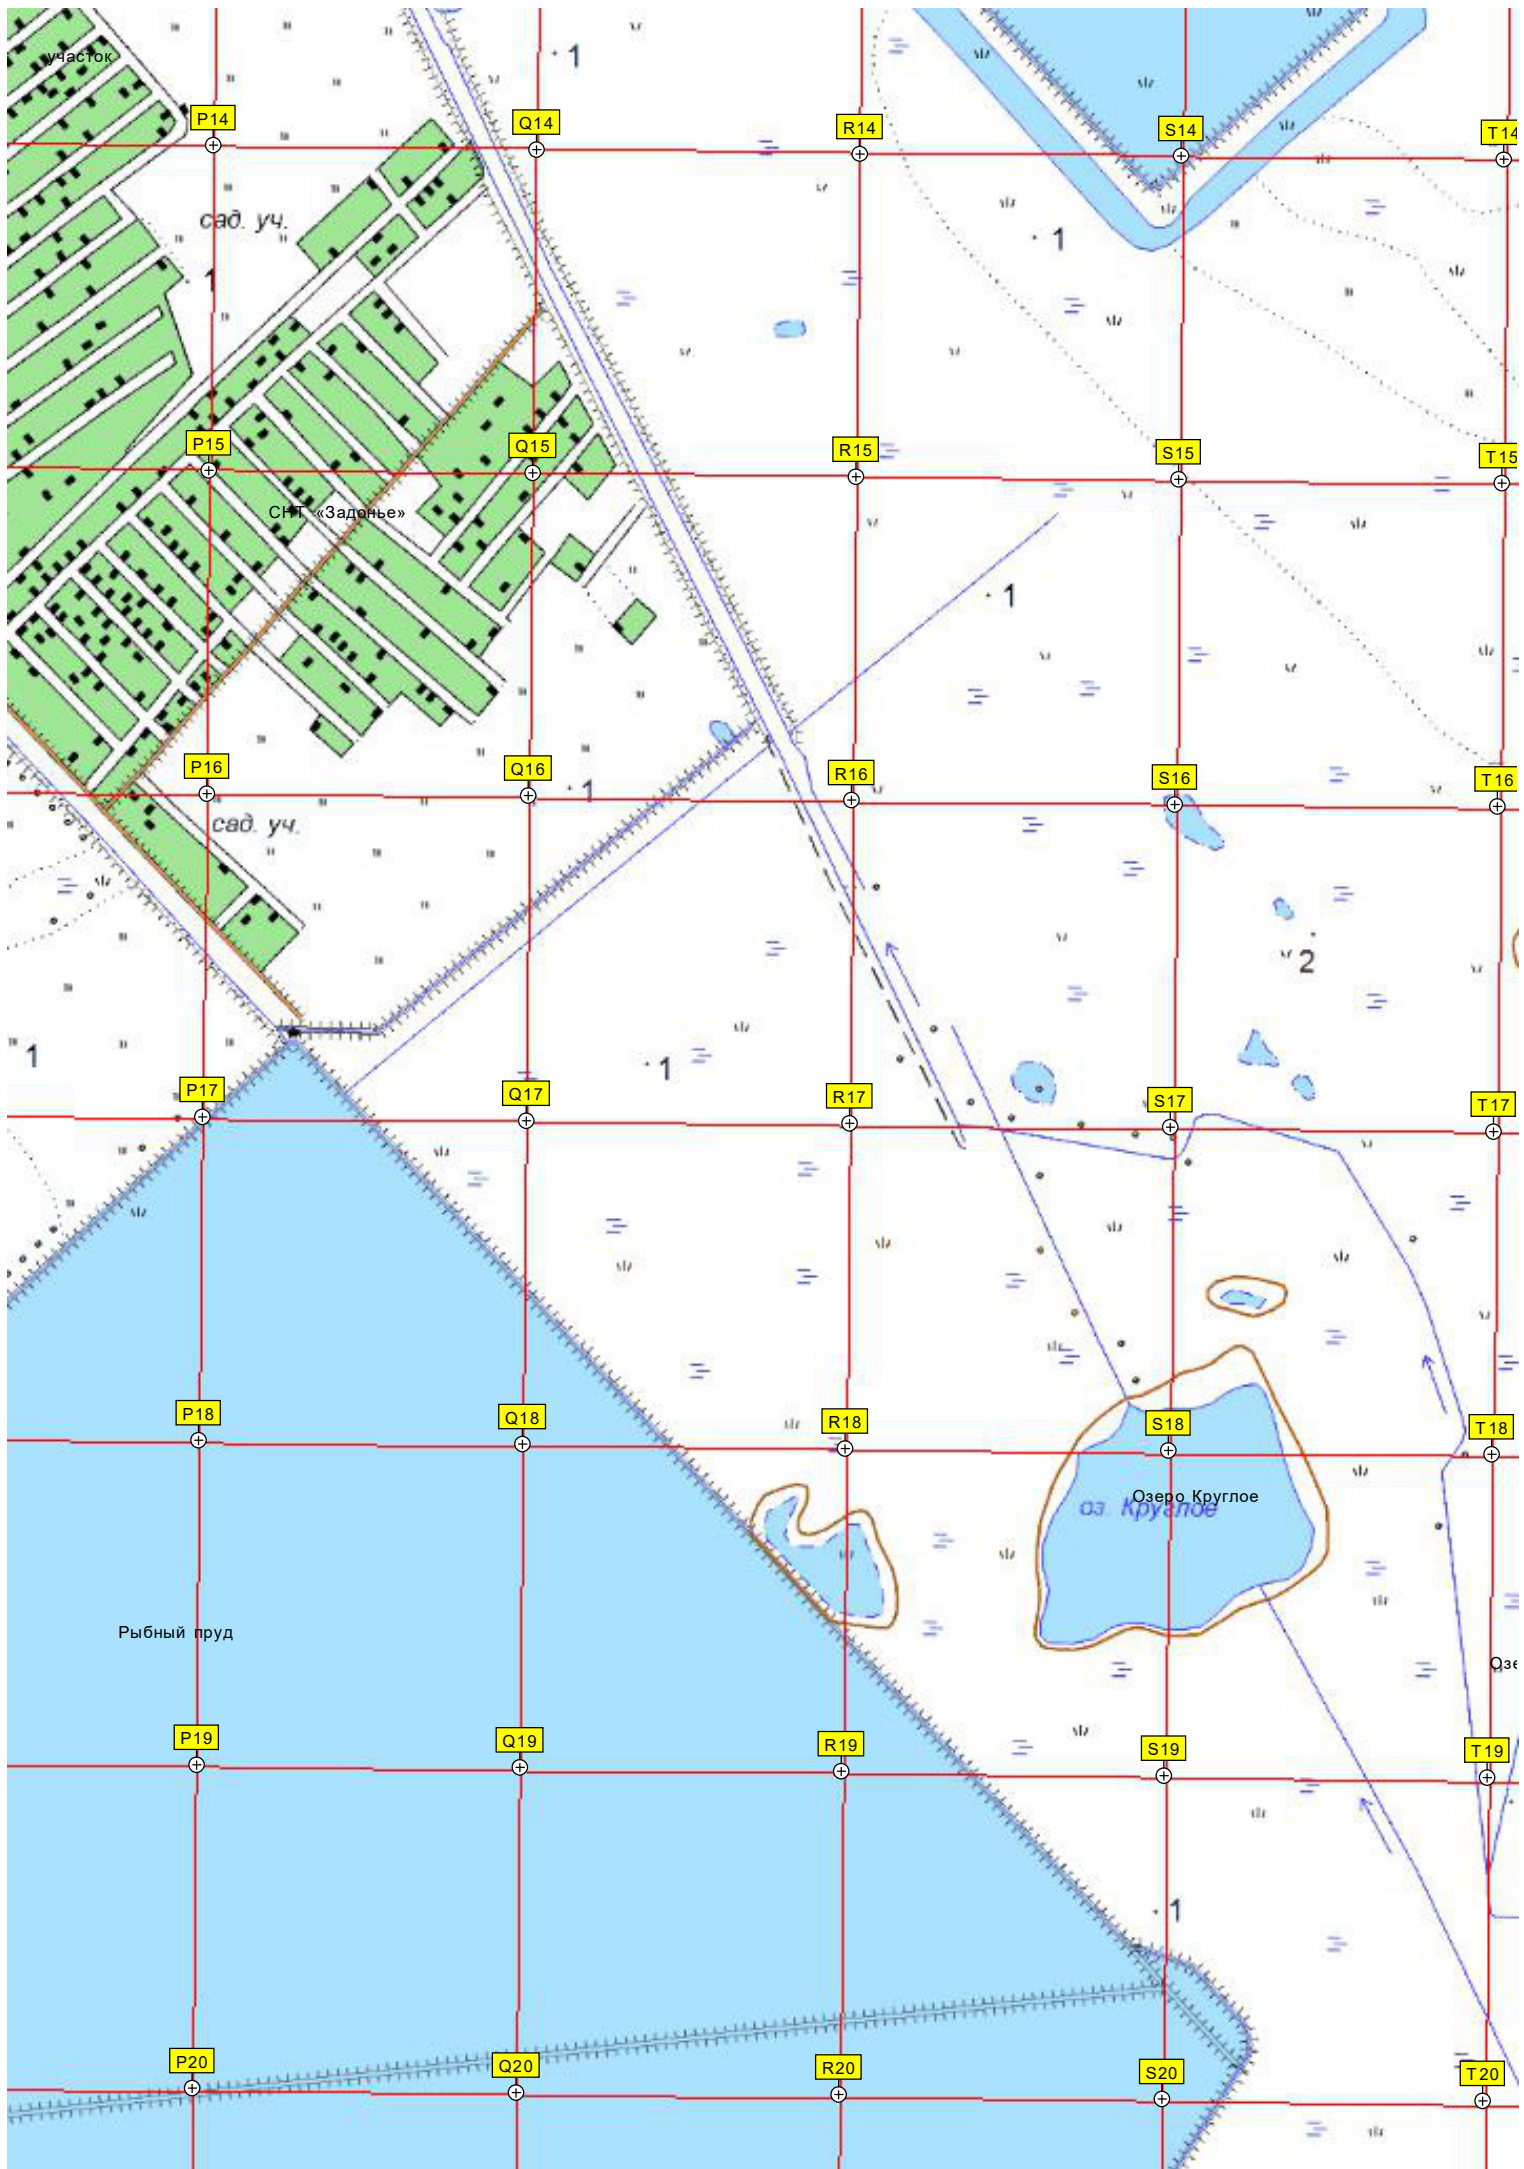 участок
1
P14
Q14
R14
S14
T14
сад. уч.
1
1
P15
Q15
R15
S15
T15
СНТ «Задонье»
1
P16
Q16
R16
S16
T16
1
сад. уч.
2
1
1
P17
Q17
R17
S17
T17
P18
Q18
R18
S18
T18
Озеро Круглое
оз. Круглое
Рыбный пруд
Озе
P19
Q19
R19
S19
T19
1
P20
Q20
R20
S20
T20